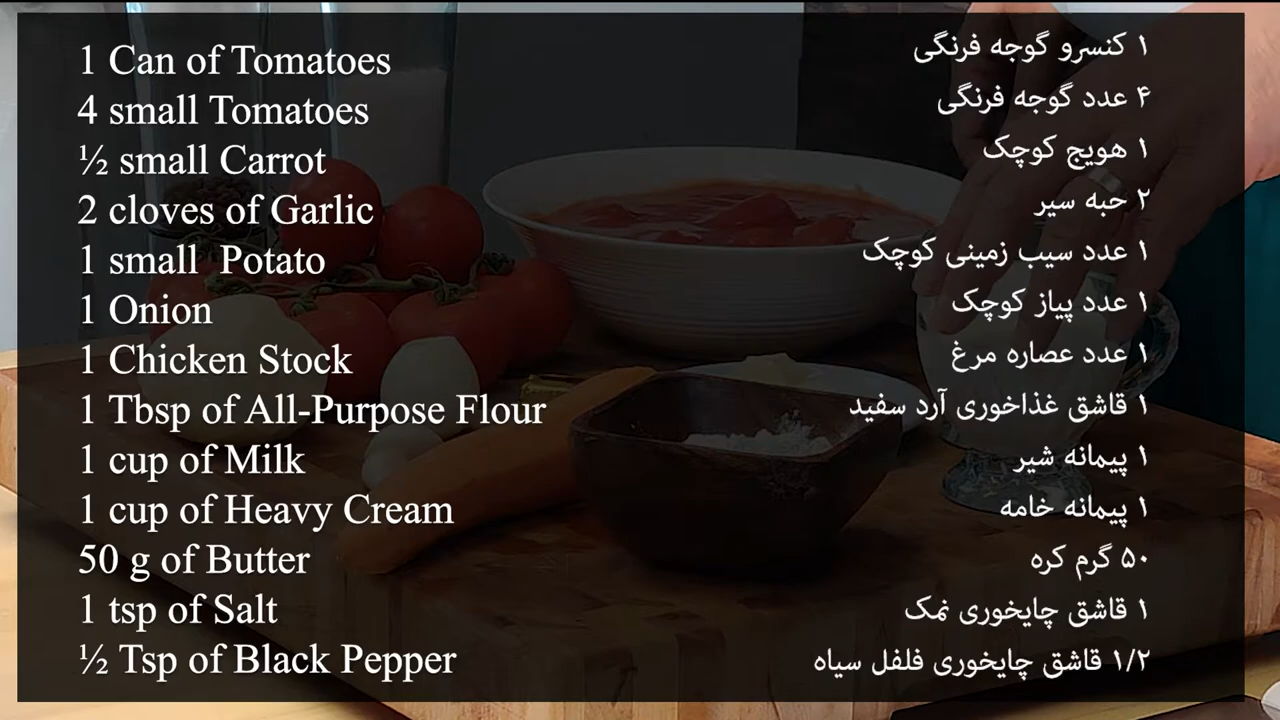 1 Can of Tomatoes
4 small Tomatoes
½ small Carrot
2 cloves of Garlic
1 small  Potato
1 Onion
1 Chicken Stock
1 Tbsp of All-Purpose Flour
1 cup of Milk
1 cup of Heavy Cream
50 g of Butter
1 tsp of Salt
½ Tsp of Black Pepper
۱ کنسرو گوجه فرنگی
۴ عدد گوجه فرنگی
۱ هویج کوچک
۲ حبه سیر
۱ عدد سیب زمینی کوچک
۱ عدد پیاز کوچک
۱ عدد عصاره مرغ
۱ قاشق غذاخوری آرد سفید
۱ پیمانه شیر
۱ پیمانه خامه
۵۰ گرم کره
۱ قاشق چایخوری نمک
۱/۲ قاشق چایخوری فلفل سیاه